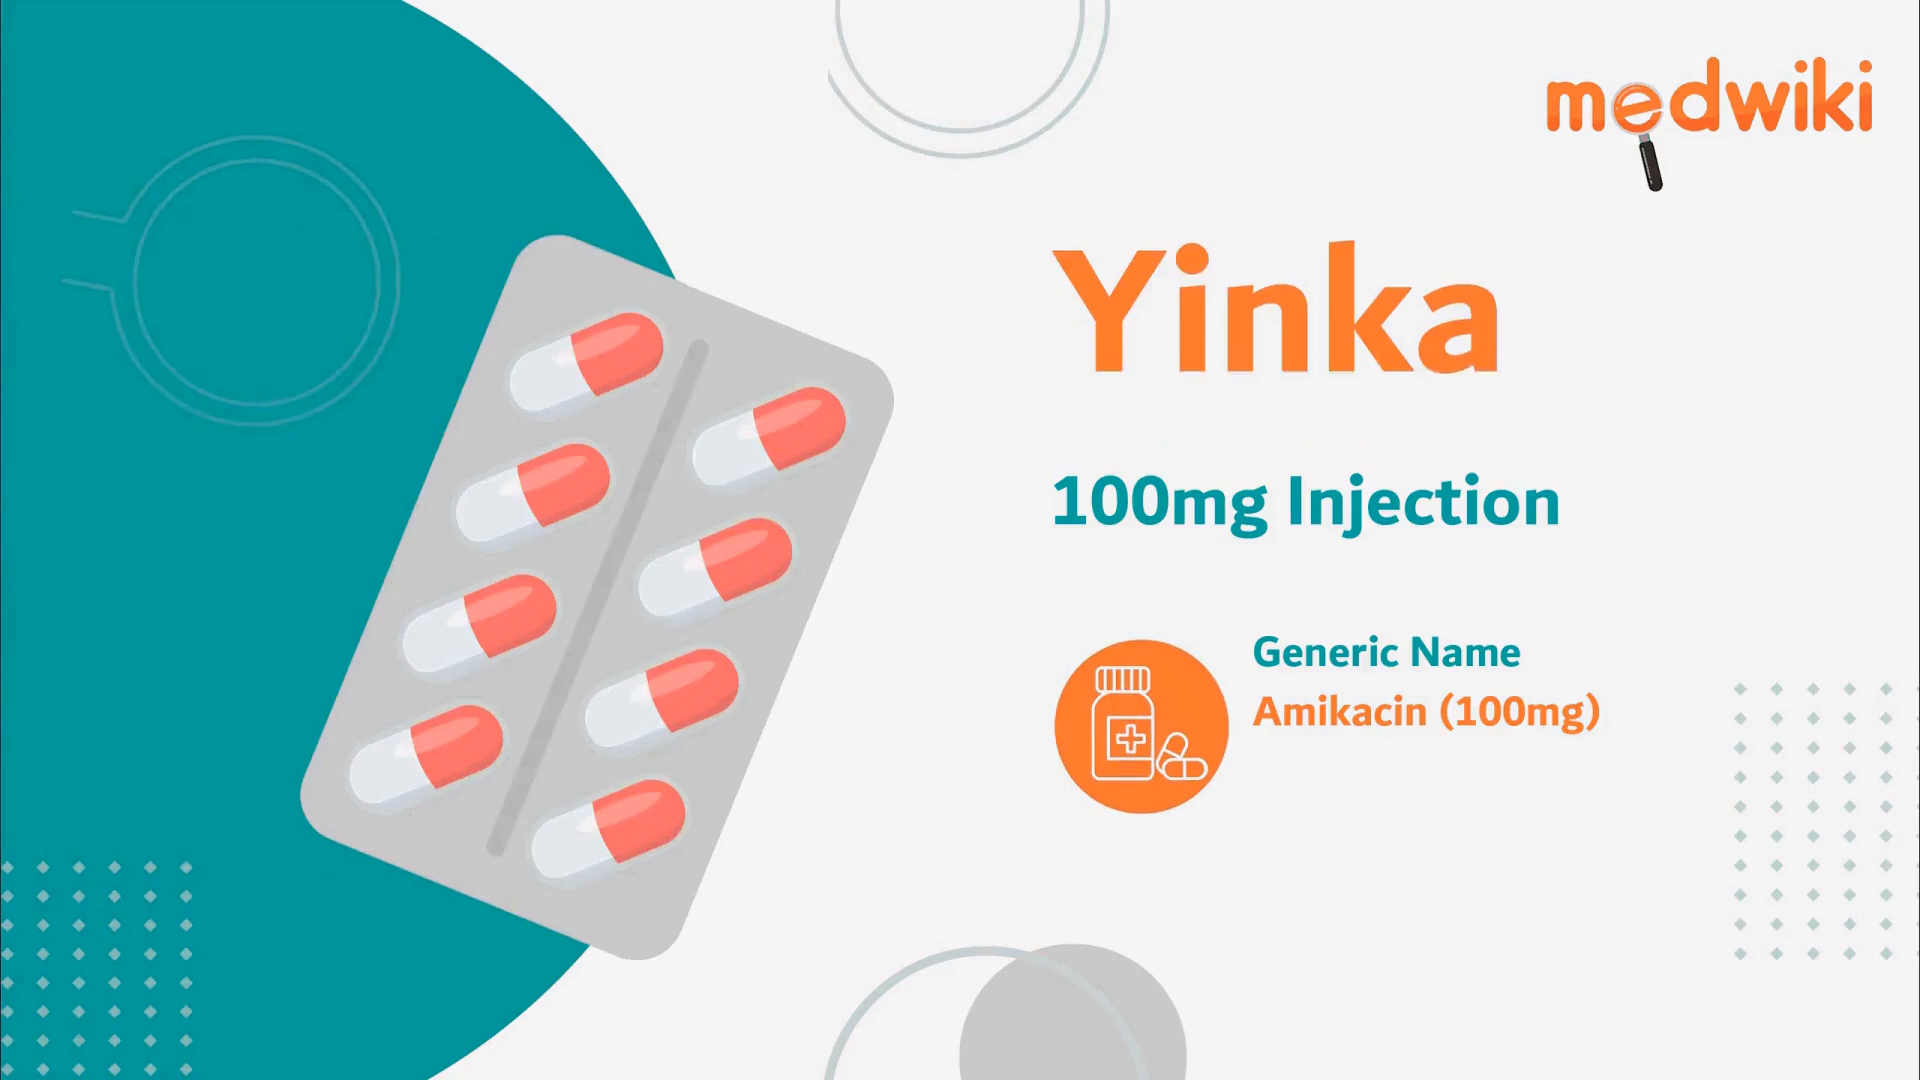 medwiki
Yinka
100mg Injection
Generic Name
Amikacin (100mg)